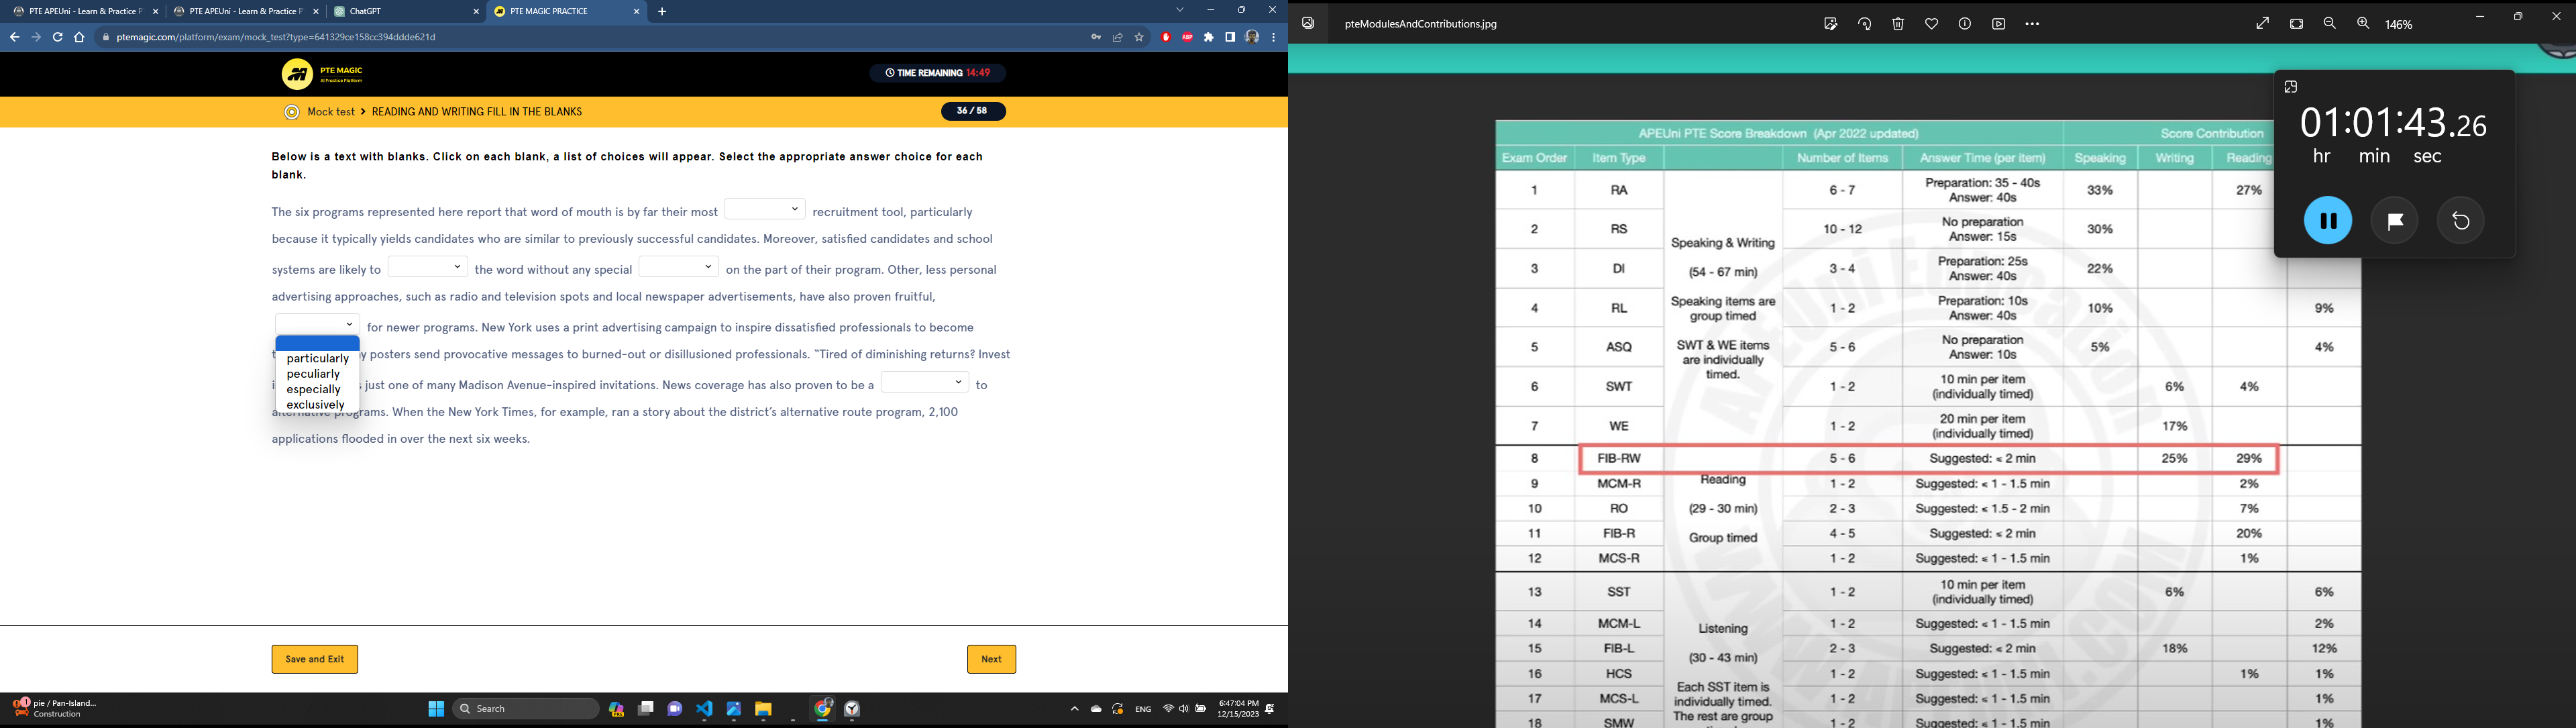 PTE APEUni - Learn & Practice P
PTE APEUni - Learn & Practice P
ChatGPT
PTE MAGIC PRACTICE
ptemagic.com/platform/exam/mock_test?type=641329ce158cc394ddde621d
PTE MAGIC
AI Practice Platform
TIME REMAINING 14:49
Mock test > READING AND WRITING FILL IN THE BLANKS
36 / 58
Below is a text with blanks. Click on each blank, a list of choices will appear. Select the appropriate answer choice for each
blank.
The six programs represented here report that word of mouth is by far their most recruitment tool, particularly
because it typically yields candidates who are similar to previously successful candidates. Moreover, satisfied candidates and school
systems are likely to the word without any special on the part of their program. Other, less personal
advertising approaches, such as radio and television spots and local newspaper advertisements, have also proven fruitful,
for newer programs. New York uses a print advertising campaign to inspire dissatisfied professionals to become
posters send provocative messages to burned-out or disillusioned professionals. “Tired of diminishing returns? Invest
particularly
peculiarly
especially
exclusively
just one of many Madison Avenue-inspired invitations. News coverage has also proven to be a to
alternative programs. When the New York Times, for example, ran a story about the district’s alternative route program, 2,100
applications flooded in over the next six weeks.
Save and Exit
Next
pie / Pan-Island...
Construction
Search
ENG
6:47:04 PM
12/15/2023
pteModulesAndContributions.jpg
146%
01:01:43.26
hr min sec
APEUni PTE Score Breakdown (Apr 2022 updated)
Score Contribution
Exam Order Item Type Number of Items Answer Time (per item) Speaking Writing Reading
1 RA 6 - 7 Preparation: 35 - 40s Answer: 40s 33% 27%
2 RS 10 - 12 No preparation Answer: 15s 30%
3 DI 3 - 4 Preparation: 25s Answer: 40s 22%
4 RL 1 - 2 Preparation: 10s Answer: 40s 10% 9%
5 ASQ 5 - 6 No preparation Answer: 10s 5% 4%
6 SWT 1 - 2 10 min per item (individually timed) 6% 4%
7 WE 1 - 2 20 min per item (individually timed) 17%
Speaking & Writing
(54 - 67 min)
Speaking items are
group timed
SWT & WE items
are individually
timed.
8 FIB-RW 5 - 6 Suggested: < 2 min 25% 29%
9 MCM-R 1 - 2 Suggested: < 1 - 1.5 min 2%
10 RO 2 - 3 Suggested: < 1.5 - 2 min 7%
11 FIB-R 4 - 5 Suggested: < 2 min 20%
12 MCS-R 1 - 2 Suggested: < 1 - 1.5 min 1%
Reading
(29 - 30 min)
Group timed
13 SST 1 - 2 10 min per item (individually timed) 6% 6%
14 MCM-L 1 - 2 Suggested: < 1 - 1.5 min 2%
15 FIB-L 2 - 3 Suggested: < 2 min 18% 12%
16 HCS 1 - 2 Suggested: < 1 - 1.5 min 1% 1%
17 MCS-L 1 - 2 Suggested: < 1 - 1.5 min 1%
18 SMW 1 - 2 Suggested: < 1 - 1.5 min 1%
Listening
(30 - 43 min)
Each SST item is
individually timed.
The rest are group